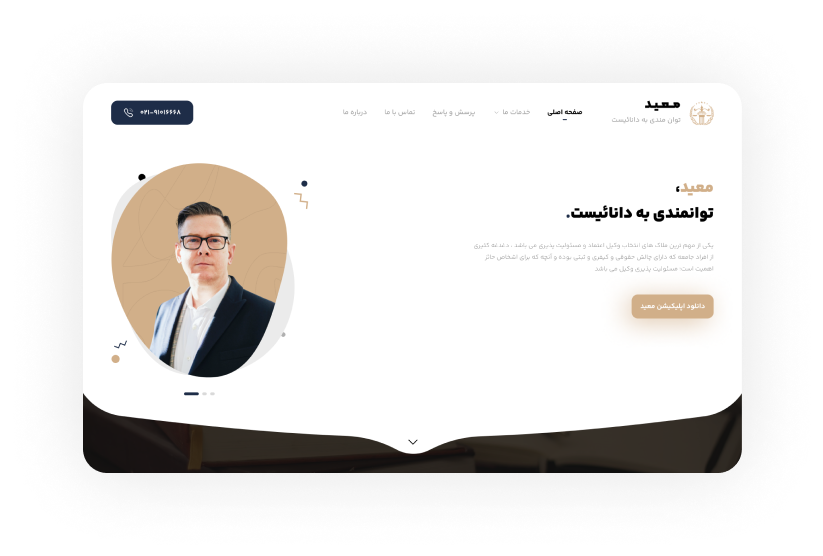 معید
توان مندی به دانائیست
صفحه اصلی
خدمات ما
پرسش و پاسخ
تماس با ما
درباره ما
۰۲۱-۹۱۰۱۶۶۶۸
معید،
توانمندی به دانائیست.
یکی از مهم ترین ملاک های انتخاب وکیل اعتماد و مسئولیت پذیری می باشد ، دغدغه کثیری
از افراد جامعه که دارای چالش حقوقی و کیفری و ثبتی بوده و آنچه که برای اشخاص حائز
اهمیت است؛ مسئولیت پذیری وکیل می باشد
دانلود اپلیکیشن معید